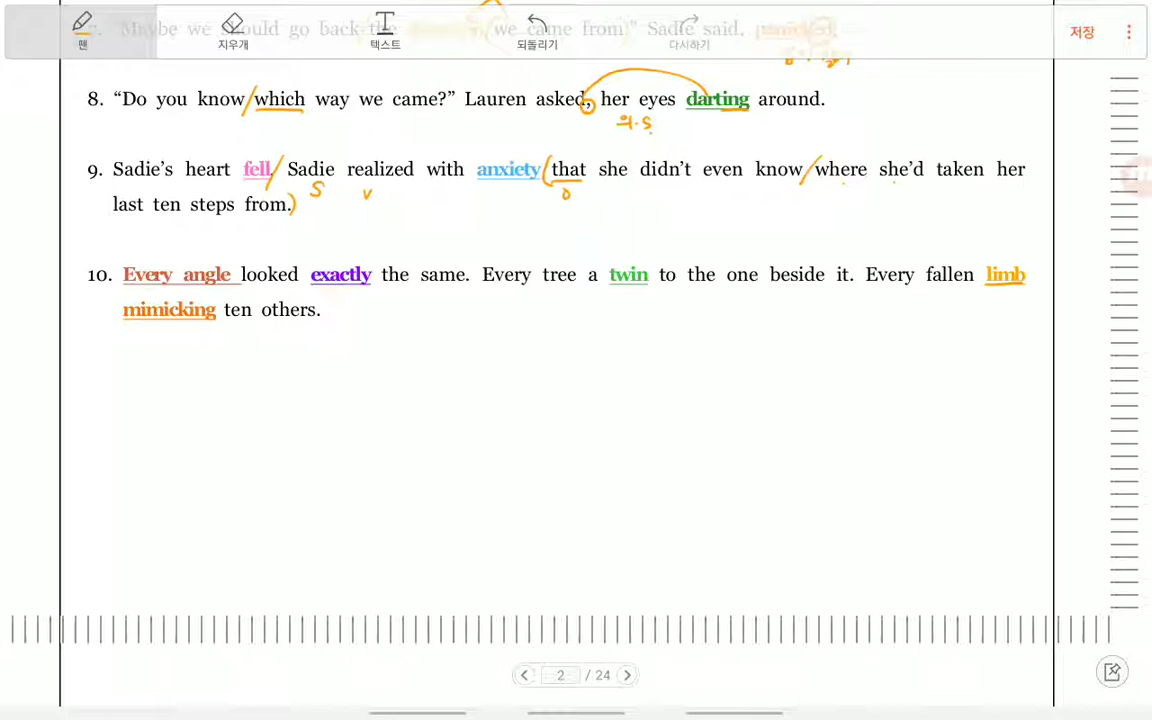 Maybe we should go back the we came from!" Sadie said,
펜
지우개
텍스트
되돌리기
다시하기
저장
8. “Do you know which way we came?” Lauren asked, her eyes darting around.
의.S
9. Sadie’s heart fell. Sadie realized with anxiety that she didn’t even know where she’d taken her
S V O
last ten steps from.
10. Every angle looked exactly the same. Every tree a twin to the one beside it. Every fallen limb
mimicking ten others.
2 / 24